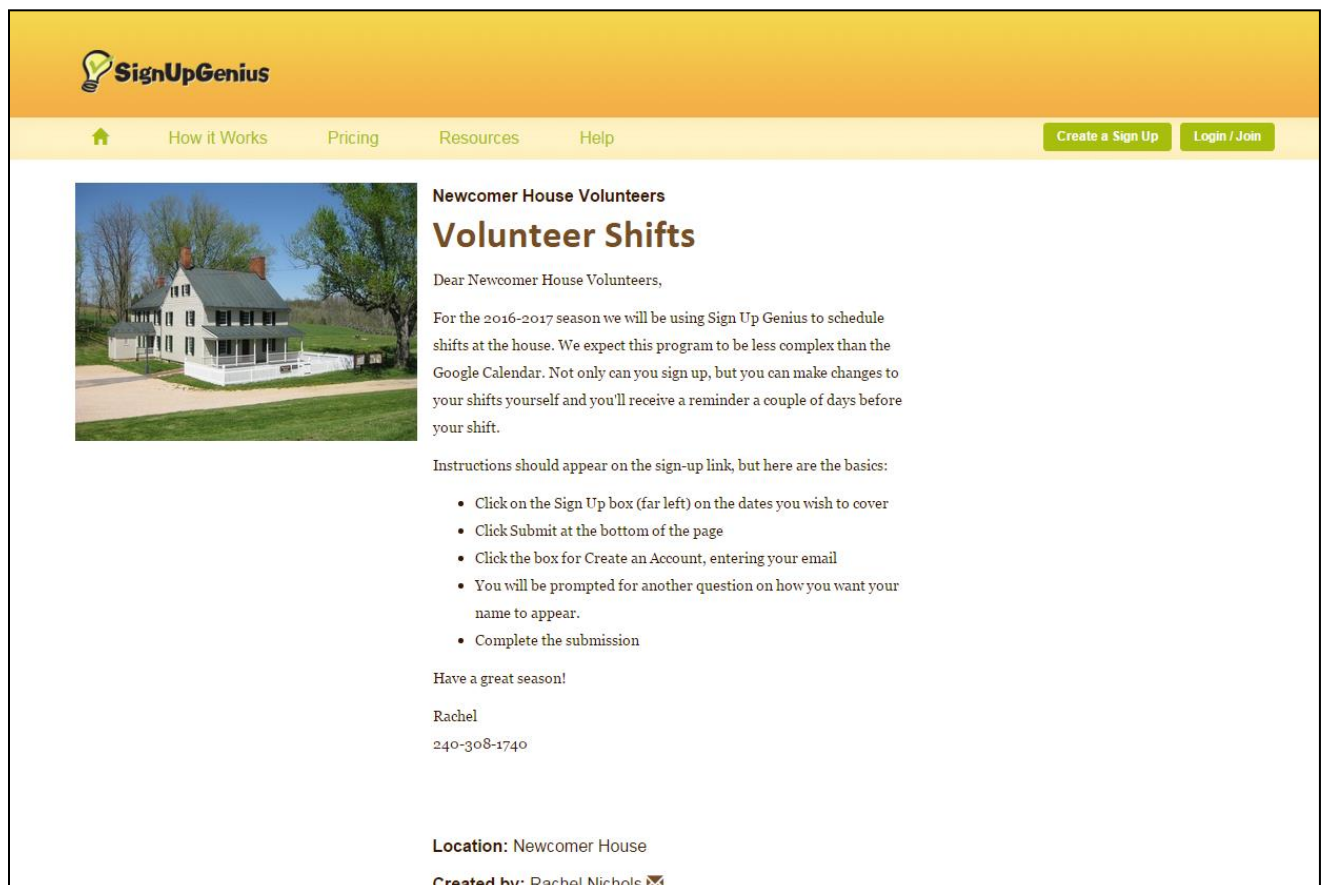 SignUpGenius
How it Works Pricing Resources Help Create a Sign Up Login / Join
Newcomer House Volunteers
Volunteer Shifts
Dear Newcomer House Volunteers,
For the 2016-2017 season we will be using Sign Up Genius to schedule
shifts at the house. We expect this program to be less complex than the
Google Calendar. Not only can you sign up, but you can make changes to
your shifts yourself and you'll receive a reminder a couple of days before
your shift.
Instructions should appear on the sign-up link, but here are the basics:
• Click on the Sign Up box (far left) on the dates you wish to cover
• Click Submit at the bottom of the page
• Click the box for Create an Account, entering your email
• You will be prompted for another question on how you want your
name to appear.
• Complete the submission
Have a great season!
Rachel
240-308-1740
Location: Newcomer House
Created by: Rachel Nichols